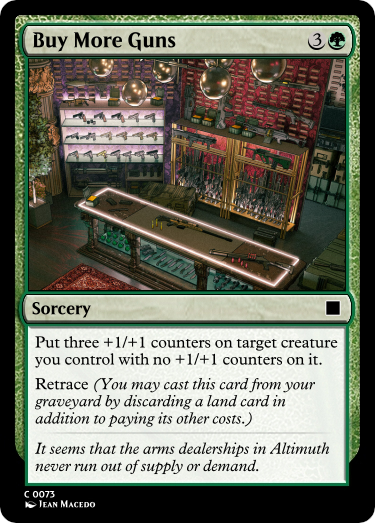 Buy More Guns 3
Sorcery
Put three +1/+1 counters on target creature
you control with no +1/+1 counters on it.
Retrace (You may cast this card from your
graveyard by discarding a land card in
addition to paying its other costs.)
It seems that the arms dealerships in Altimuth
never run out of supply or demand.
C 0073
Jean Macedo